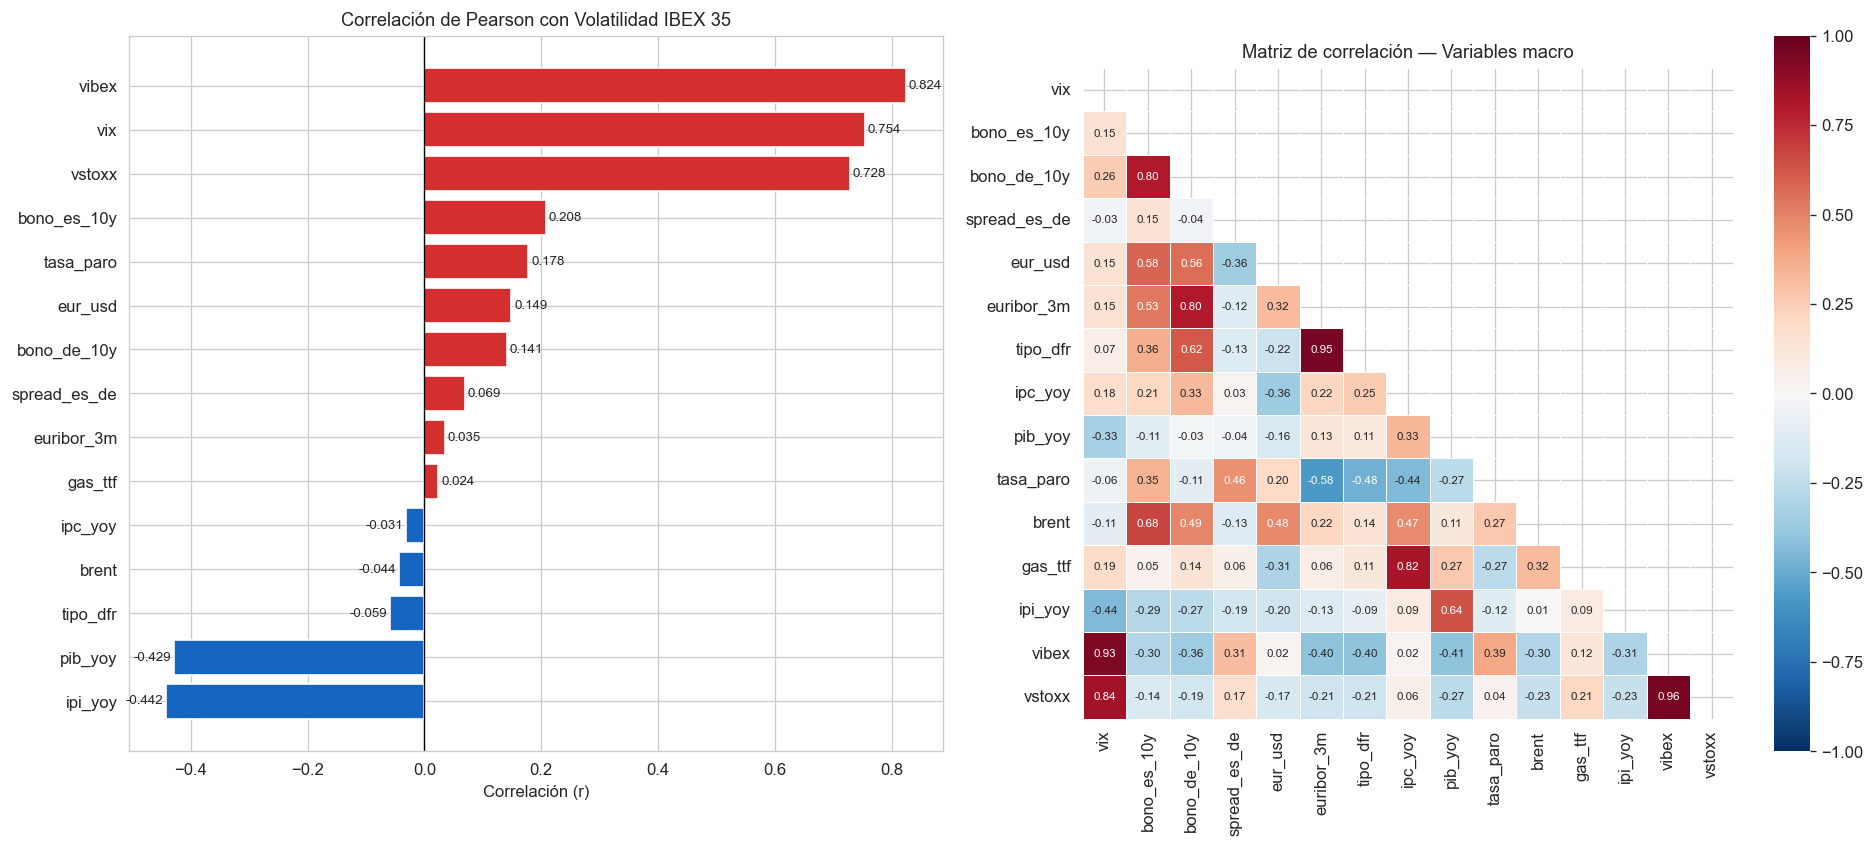 Correlación de Pearson con Volatilidad IBEX 35
vibex 0.824
vix 0.754
vstoxx 0.728
bono_es_10y 0.208
tasa_paro 0.178
eur_usd 0.149
bono_de_10y 0.141
spread_es_de 0.069
euribor_3m 0.035
gas_ttf 0.024
ipc_yoy -0.031
brent -0.044
tipo_dfr -0.059
pib_yoy -0.429
ipi_yoy -0.442
−0.4 −0.2 0.0 0.2 0.4 0.6 0.8
Correlación (r)
Matriz de correlación — Variables macro
vix
bono_es_10y 0.15
bono_de_10y 0.26 0.80
spread_es_de -0.03 0.15 -0.04
eur_usd 0.15 0.58 0.56 -0.36
euribor_3m 0.15 0.53 0.80 -0.12 0.32
tipo_dfr 0.07 0.36 0.62 -0.13 -0.22 0.95
ipc_yoy 0.18 0.21 0.33 0.03 -0.36 0.22 0.25
pib_yoy -0.33 -0.11 -0.03 -0.04 -0.16 0.13 0.11 0.33
tasa_paro -0.06 0.35 -0.11 0.46 0.20 -0.58 -0.48 -0.44 -0.27
brent -0.11 0.68 0.49 -0.13 0.48 0.22 0.14 0.47 0.11 0.27
gas_ttf 0.19 0.05 0.14 0.06 -0.31 0.06 0.11 0.82 0.27 -0.27 0.32
ipi_yoy -0.44 -0.29 -0.27 -0.19 -0.20 -0.13 -0.09 0.09 0.64 -0.12 0.01 0.09
vibex 0.93 -0.30 -0.36 0.31 0.02 -0.40 -0.40 0.02 -0.41 0.39 -0.30 0.12 -0.31
vstoxx 0.84 -0.14 -0.19 0.17 -0.17 -0.21 -0.21 0.06 -0.27 0.04 -0.23 0.21 -0.23 0.96
vix bono_es_10y bono_de_10y spread_es_de eur_usd euribor_3m tipo_dfr ipc_yoy pib_yoy tasa_paro brent gas_ttf ipi_yoy vibex vstoxx
1.00
0.75
0.50
0.25
0.00
−0.25
−0.50
−0.75
−1.00